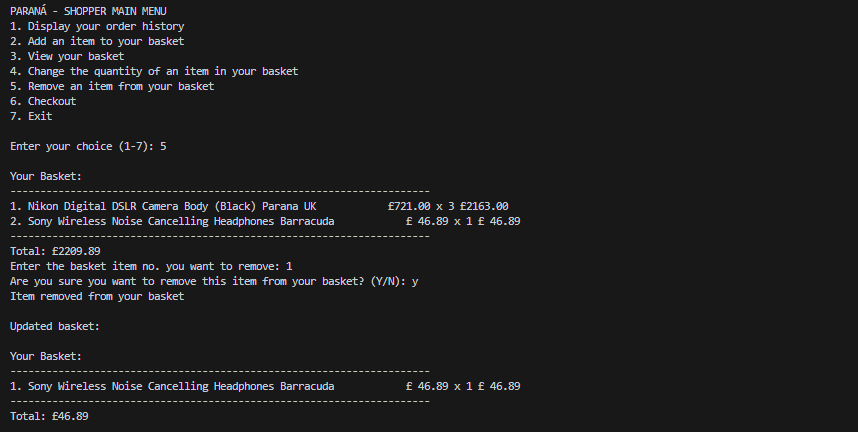 PARANÁ - SHOPPER MAIN MENU
1. Display your order history
2. Add an item to your basket
3. View your basket
4. Change the quantity of an item in your basket
5. Remove an item from your basket
6. Checkout
7. Exit
Enter your choice (1-7): 5
Your Basket:
----------------------------------------------------------------------
1. Nikon Digital DSLR Camera Body (Black) Parana UK            £721.00 x 3 £2163.00
2. Sony Wireless Noise Cancelling Headphones Barracuda            £ 46.89 x 1 £ 46.89
----------------------------------------------------------------------
Total: £2209.89
Enter the basket item no. you want to remove: 1
Are you sure you want to remove this item from your basket? (Y/N): y
Item removed from your basket
Updated basket:
Your Basket:
----------------------------------------------------------------------
1. Sony Wireless Noise Cancelling Headphones Barracuda            £ 46.89 x 1 £ 46.89
----------------------------------------------------------------------
Total: £46.89